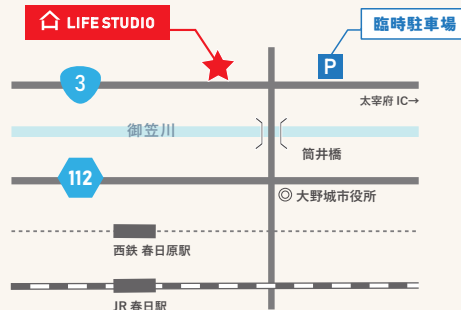 LIFE STUDIO
臨時駐車場
P
3
太宰府 IC→
御笠川
筒井橋
112
◎ 大野城市役所
西鉄 春日原駅
JR 春日駅